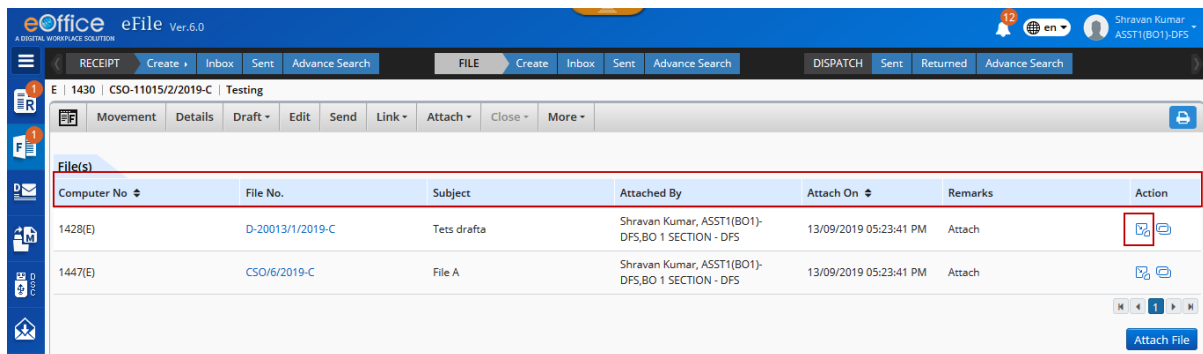 eOffice eFile Ver.6.0
A DIGITAL WORKPLACE SOLUTION
12
en
Shravan Kumar
ASST1(BO1)-DFS
RECEIPT Create Inbox Sent Advance Search FILE Create Inbox Sent Advance Search DISPATCH Sent Returned Advance Search
E | 1430 | CSO-11015/2/2019-C | Testing
1
R
Movement Details Draft Edit Send Link Attach Close More
1
F
File(s)
Computer No File No. Subject Attached By Attach On Remarks Action
1428(E) D-20013/1/2019-C Tets drafta Shravan Kumar, ASST1(BO1)-
DFS,BO 1 SECTION - DFS 13/09/2019 05:23:41 PM Attach
1447(E) CSO/6/2019-C File A Shravan Kumar, ASST1(BO1)-
DFS,BO 1 SECTION - DFS 13/09/2019 05:23:41 PM Attach
D
M
DSC
1
Attach File